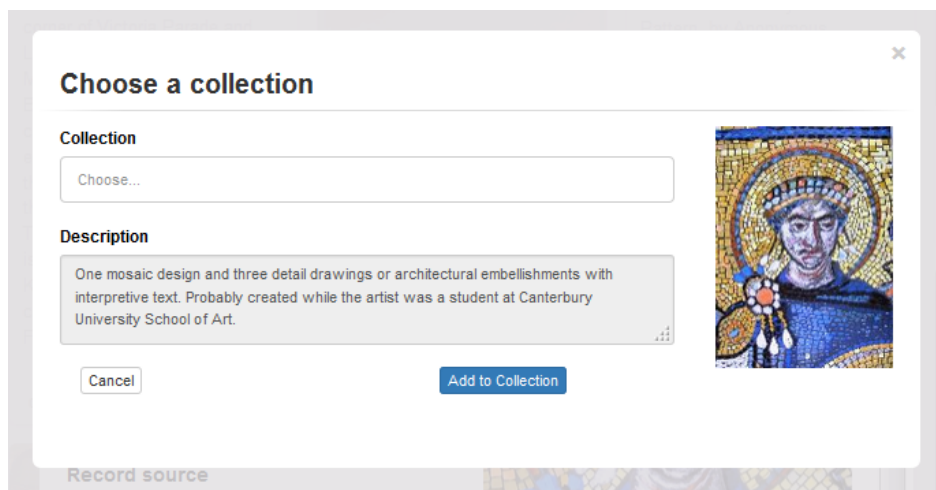 Choose a collection
×
Collection
Choose...
Description
One mosaic design and three detail drawings or architectural embellishments with
interpretive text. Probably created while the artist was a student at Canterbury
University School of Art.
Cancel
Add to Collection
Record source